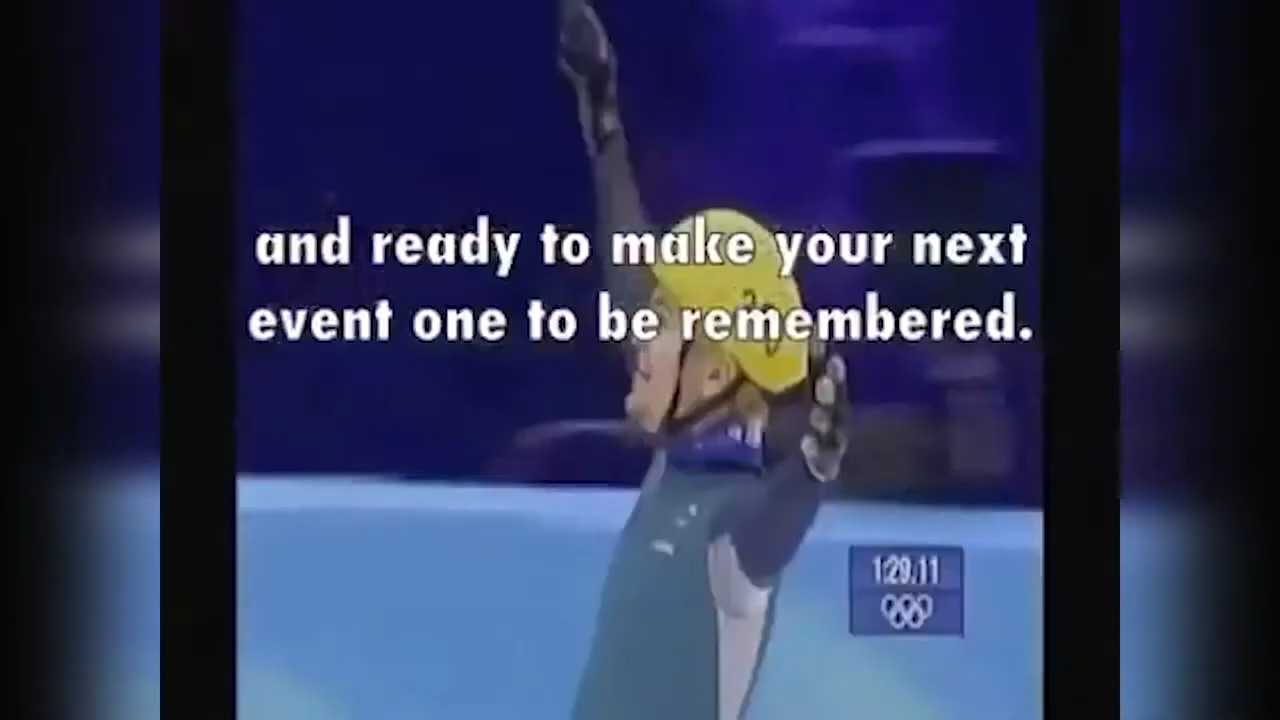 and ready to make your next
event one to be remembered.
1:29.11